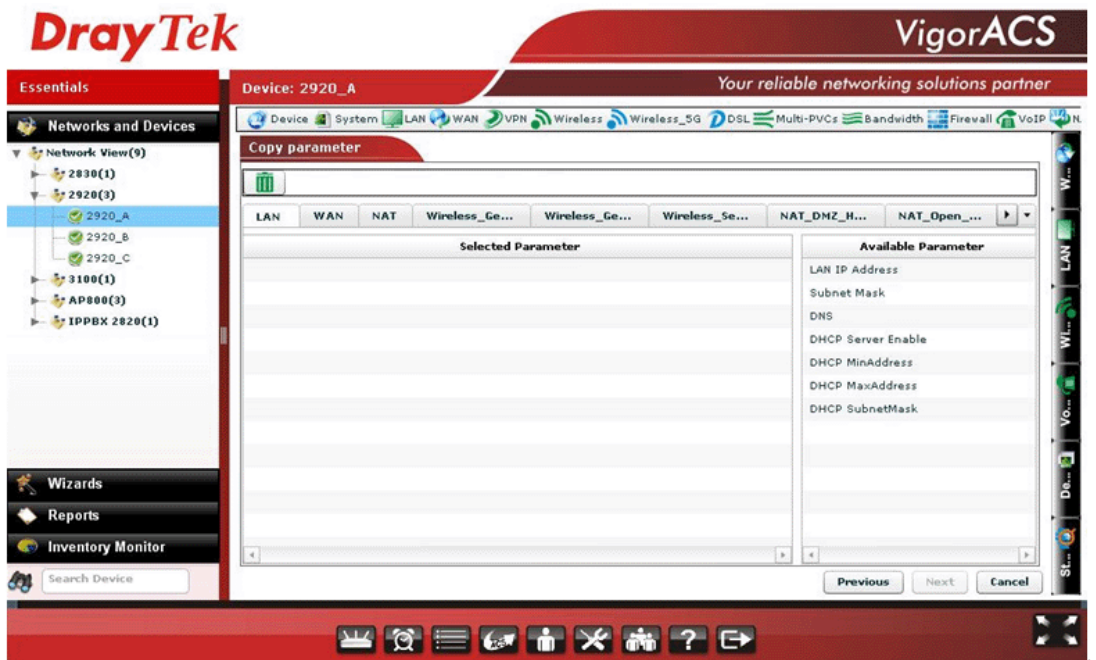 DrayTek
VigorACS
Essentials
Device: 2920_A
Your reliable networking solutions partner
Networks and Devices
Device System LAN WAN VPN Wireless Wireless_5G DSL Multi-PVCs Bandwidth Firewall VoIP N.
Network View(9)
2830(1)
2920(3)
2920_A
2920_B
2920_C
3100(1)
AP800(3)
IPPBX 2820(1)
Copy parameter
LAN WAN NAT Wireless_Ge... Wireless_Ge... Wireless_Se... NAT_DMZ_H... NAT_Open_...
Selected Parameter
Available Parameter
LAN IP Address
Subnet Mask
DNS
DHCP Server Enable
DHCP MinAddress
DHCP MaxAddress
DHCP SubnetMask
W...
LAN
Wi...
Vo...
De...
St...
Wizards
Reports
Inventory Monitor
Search Device
Previous Next Cancel
?